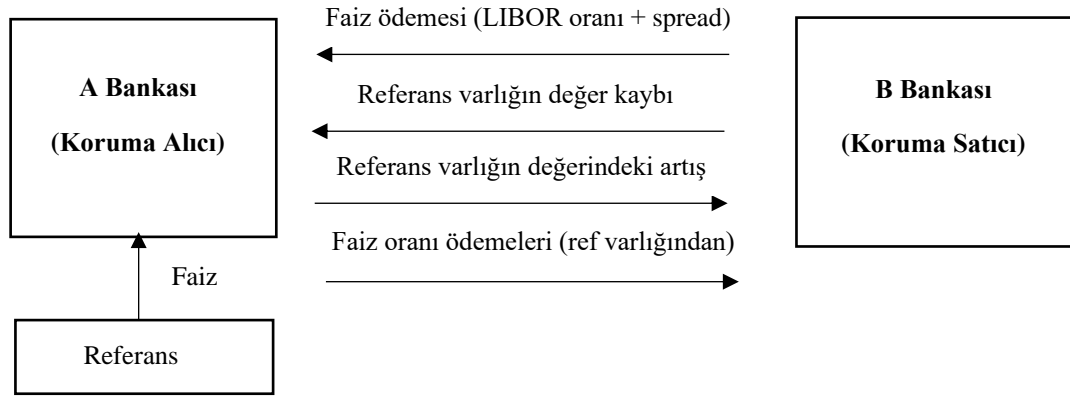 Faiz ödemesi (LIBOR oranı + spread)
A Bankası
(Koruma Alıcı)
Referans varlığın değer kaybı
B Bankası
(Koruma Satıcı)
Referans varlığın değerindeki artış
Faiz oranı ödemeleri (ref varlığından)
Faiz
Referans